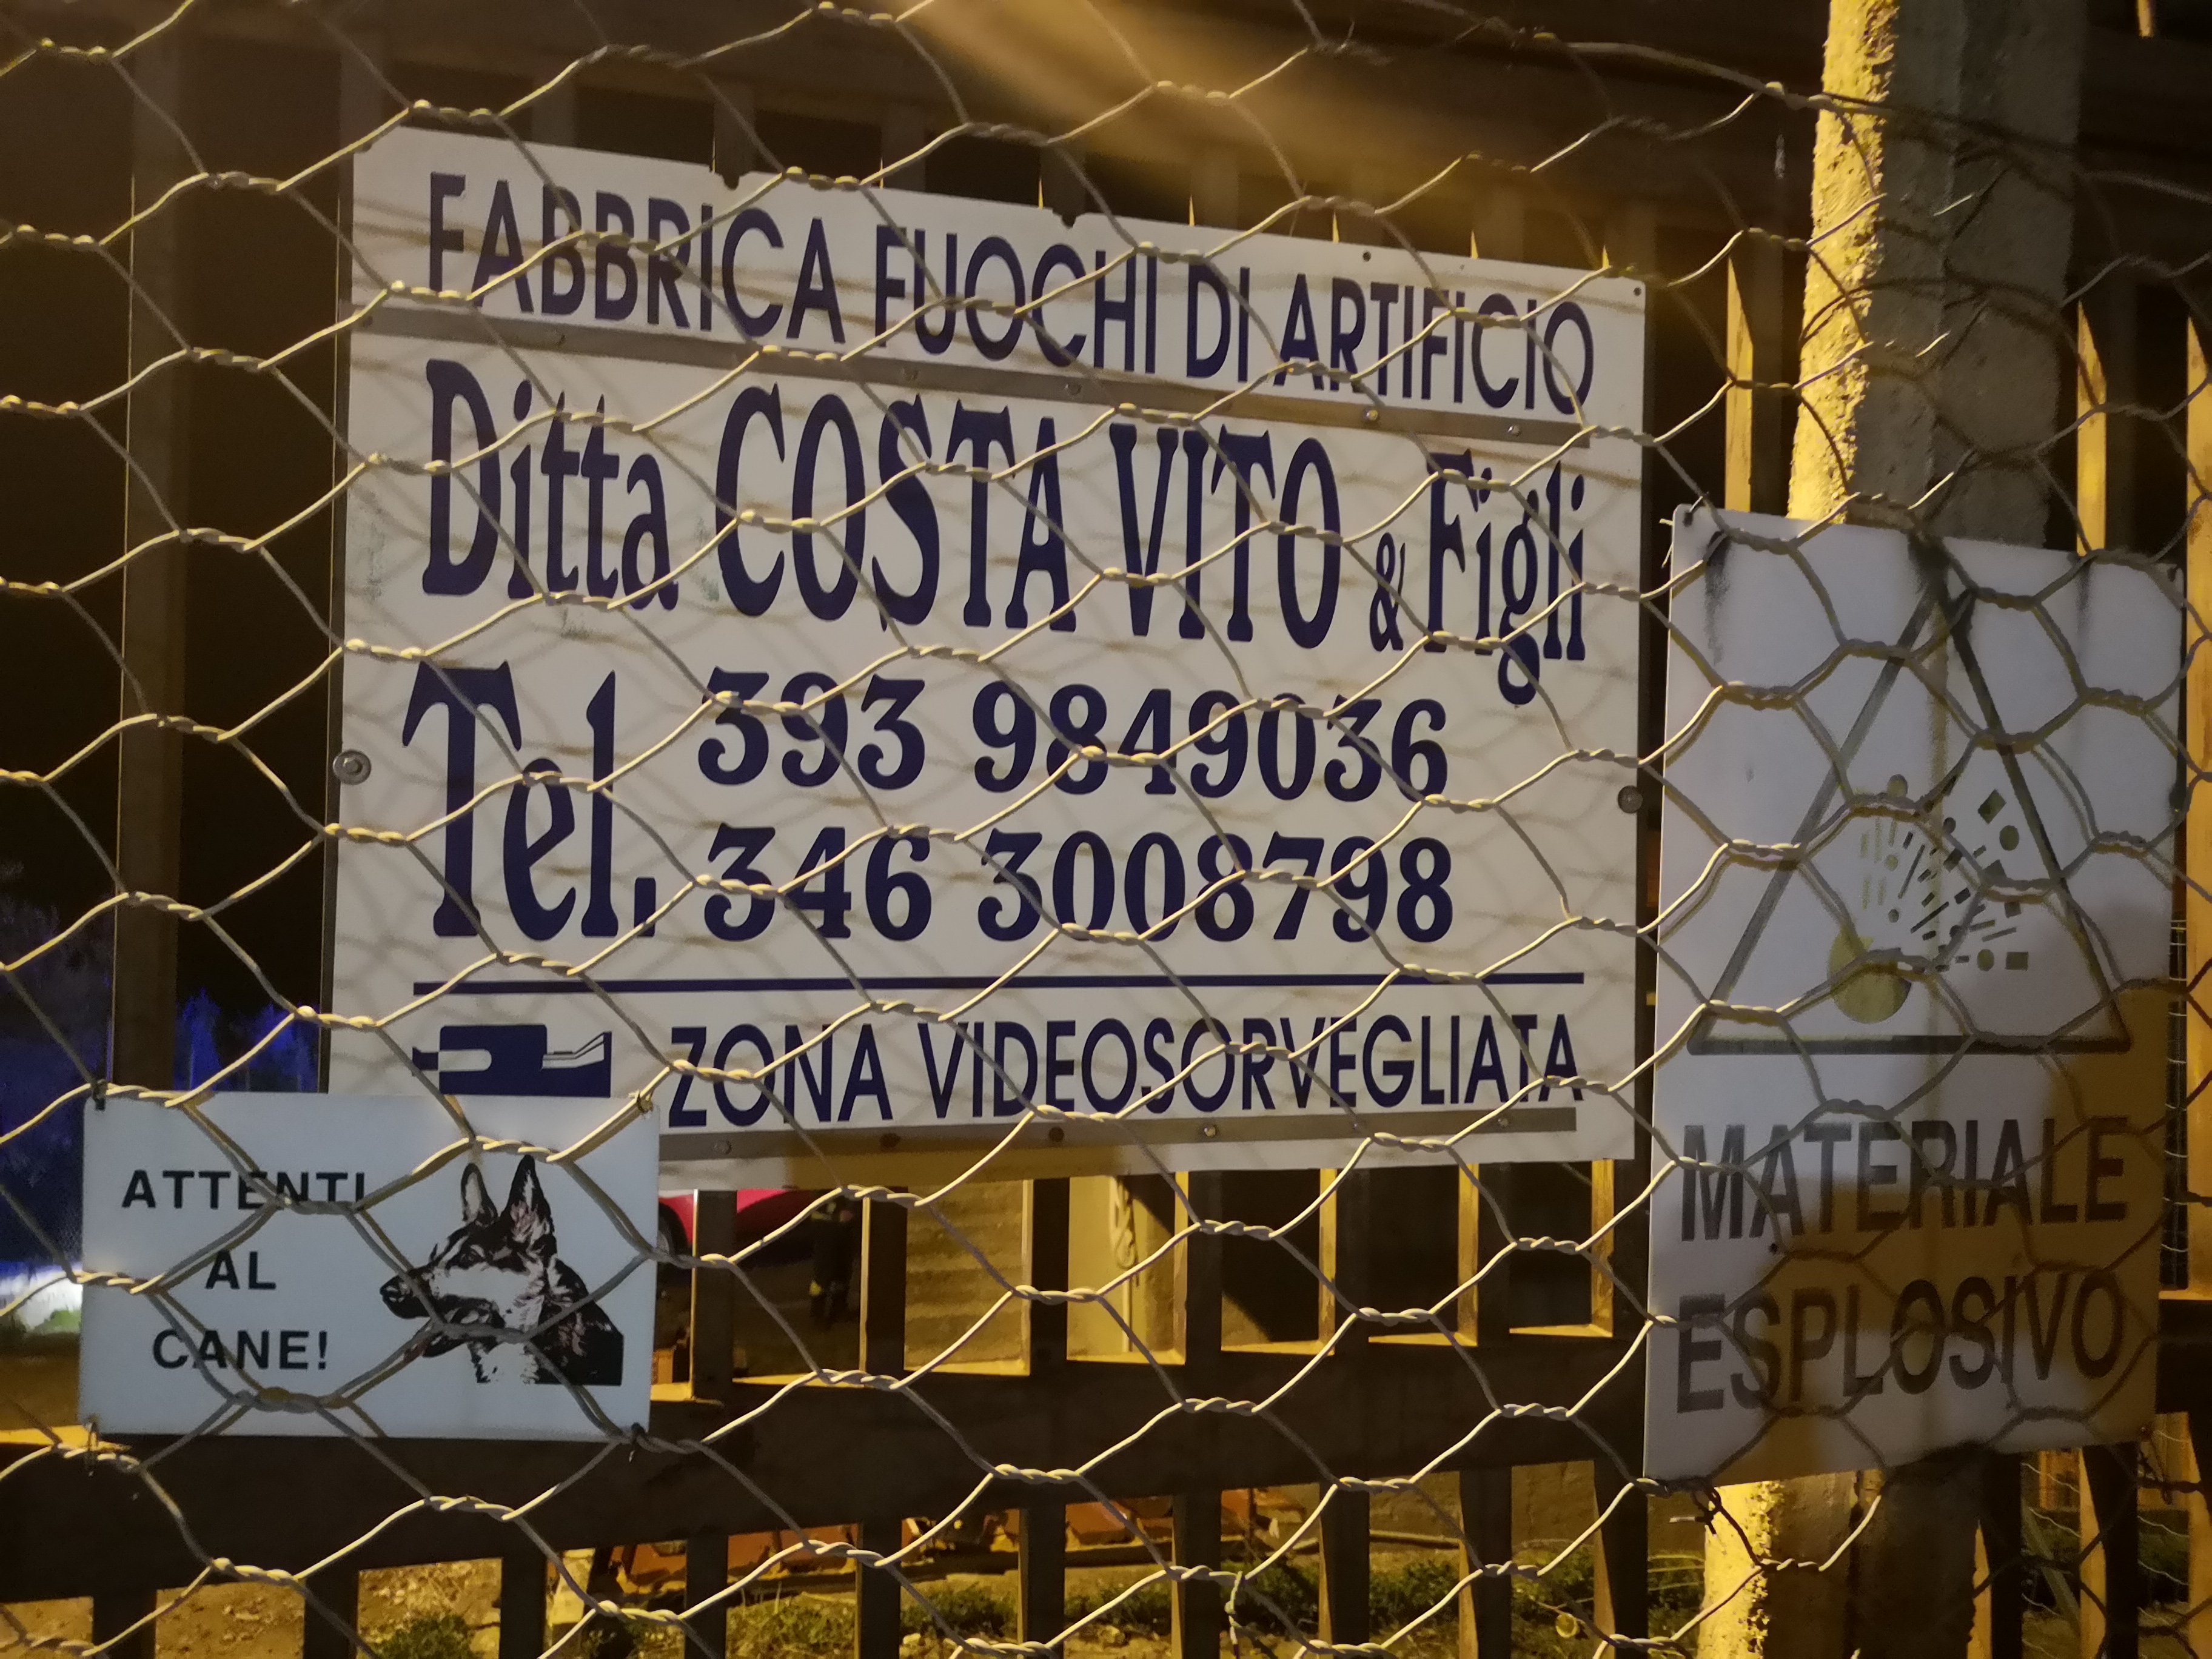 FABBRICA FUOCHI DI ARTIFICIO
Ditta COSTA VITO & Figli
Tel. 393 9849036
346 3008798
ZONA VIDEOSORVEGLIATA
ATTENTI
AL
CANE!
MATERIALE
ESPLOSIVO